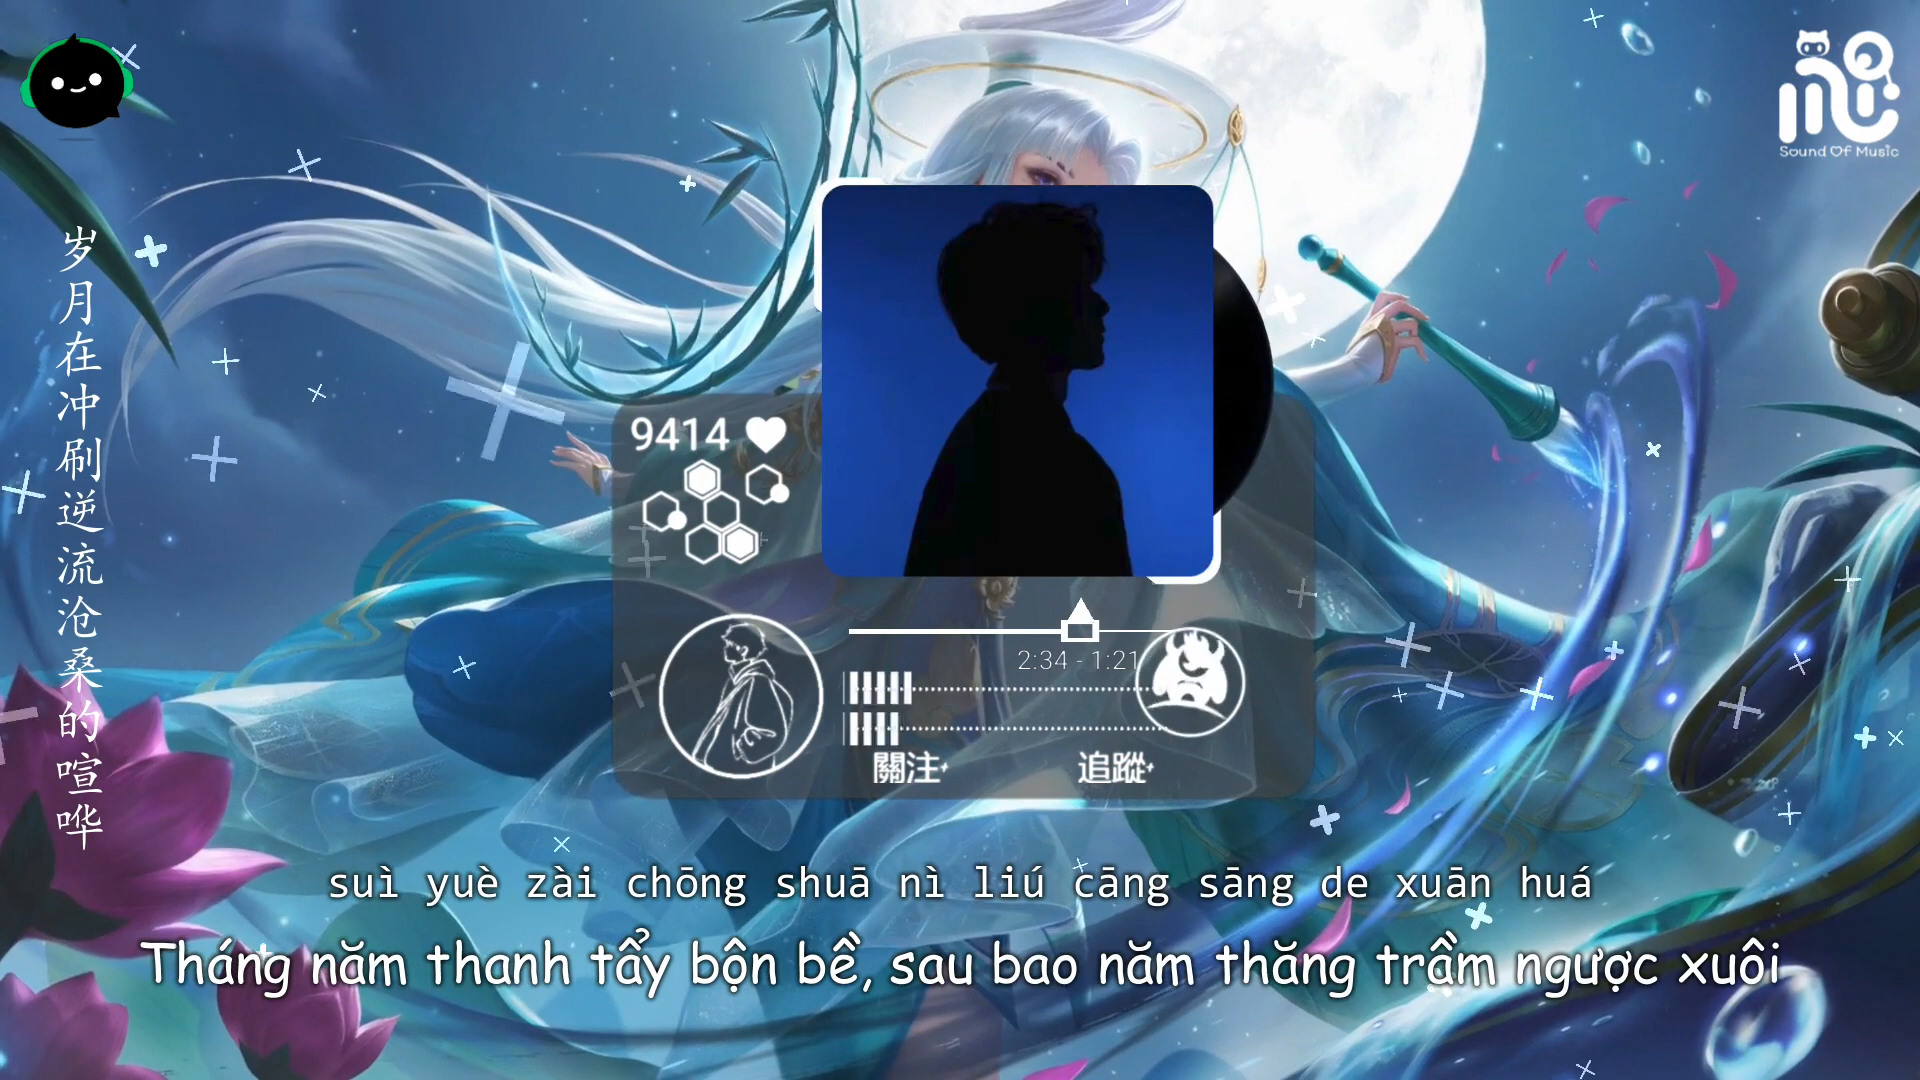 Sound Of Music
岁月在冲刷逆流沧桑的喧哗
9414
2:34 - 1:21
關注
追蹤
suì yuè zài chōng shuā nì liú cāng sāng de xuān huá
Tháng năm thanh tẩy bộn bề, sau bao năm thăng trầm ngược xuôi